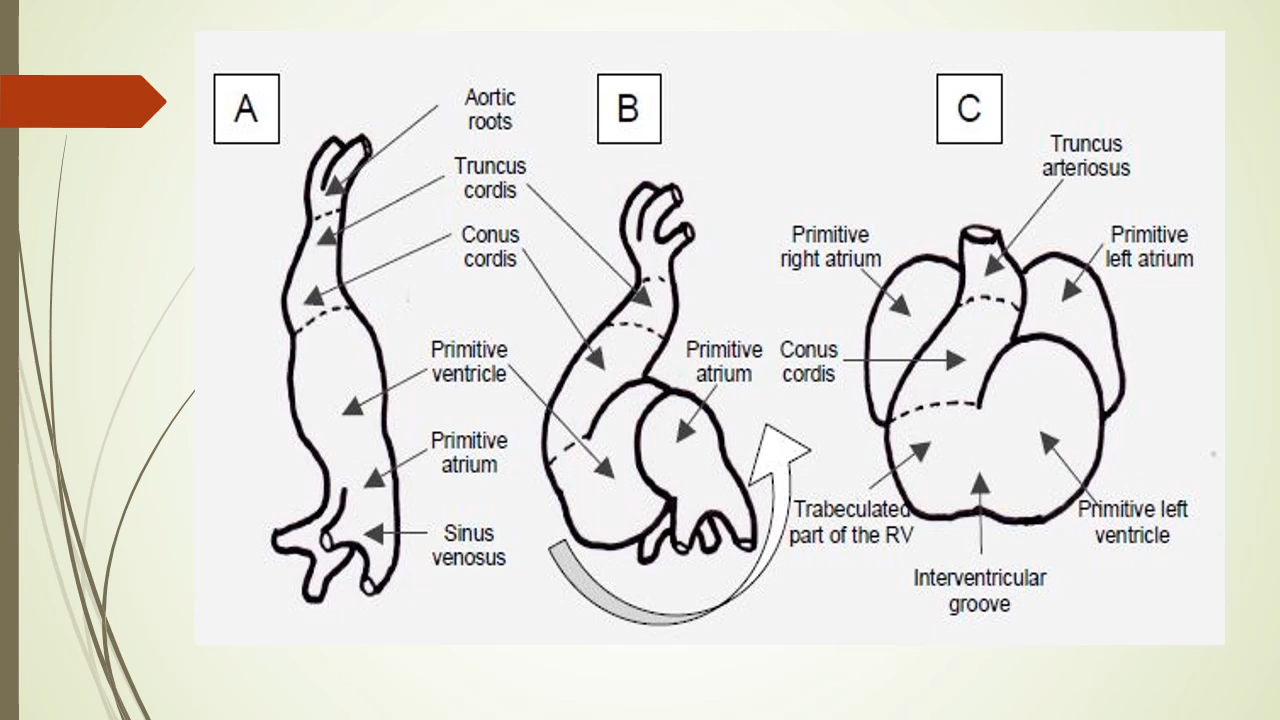 A
B
C
Aortic
roots
Truncus
cordis
Conus
cordis
Primitive
ventricle
Primitive
atrium
Sinus
venosus
Primitive
atrium
Truncus
arteriosus
Primitive
right atrium
Primitive
left atrium
Conus
cordis
Trabeculated
part of the RV
Primitive left
ventricle
Interventricular
groove